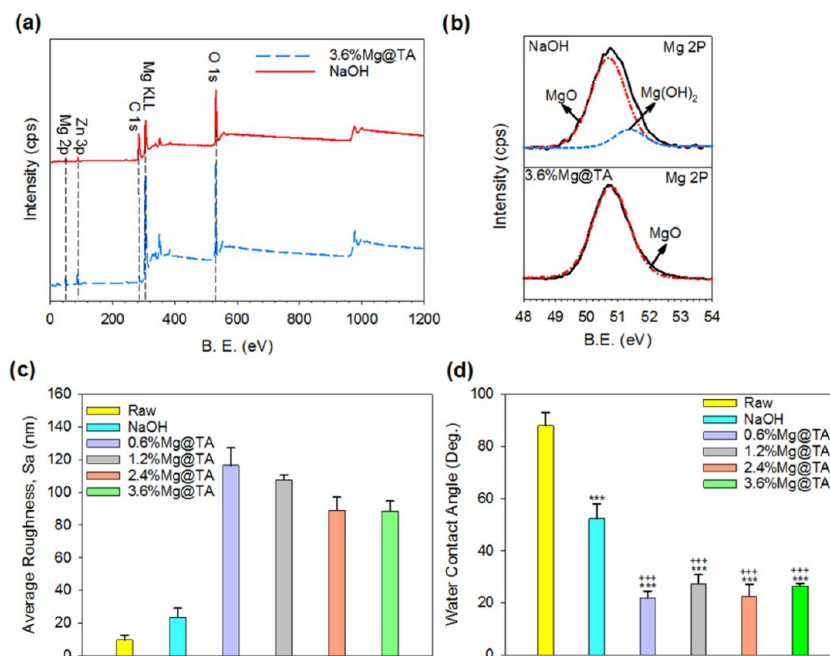 (a)
3.6%Mg@TA
NaOH
Mg 2p
Zn 3p
C 1s
Mg KLL
O 1s
Intensity (cps)
0 200 400 600 800 1000 1200
B. E. (eV)
(b)
NaOH Mg 2P
MgO
Mg(OH)2
3.6%Mg@TA Mg 2P
MgO
Intensity (cps)
48 49 50 51 52 53 54
B.E. (eV)
(c)
160
140
120
100
80
60
40
20
0
Average Roughness, Sa (nm)
Raw
NaOH
0.6%Mg@TA
1.2%Mg@TA
2.4%Mg@TA
3.6%Mg@TA
(d)
100
80
60
40
20
0
Water Contact Angle (Deg.)
Raw
NaOH
0.6%Mg@TA
1.2%Mg@TA
2.4%Mg@TA
3.6%Mg@TA
***
+++
***
+++
***
+++
***
+++
***